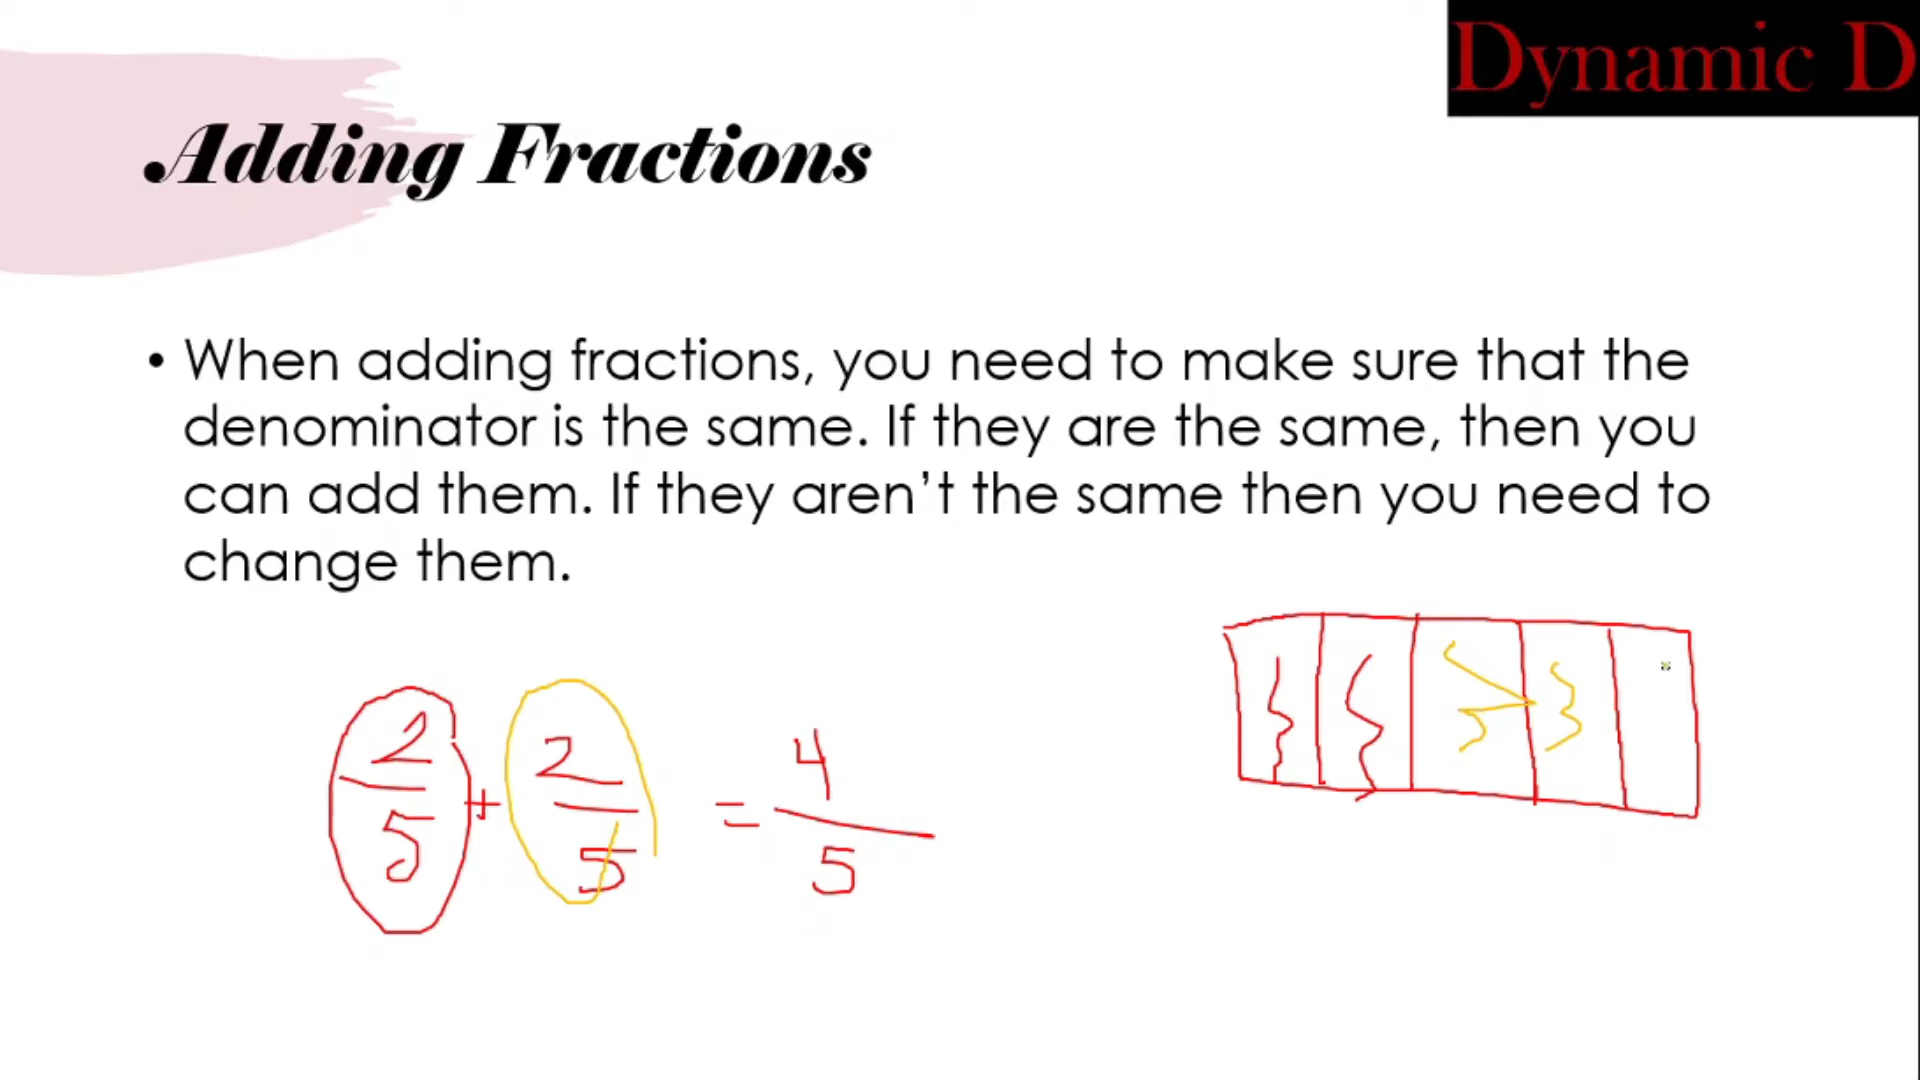 Dynamic D
Adding Fractions
• When adding fractions, you need to make sure that the
denominator is the same. If they are the same, then you
can add them. If they aren’t the same then you need to
change them.
2/5 + 2/5 = 4/5